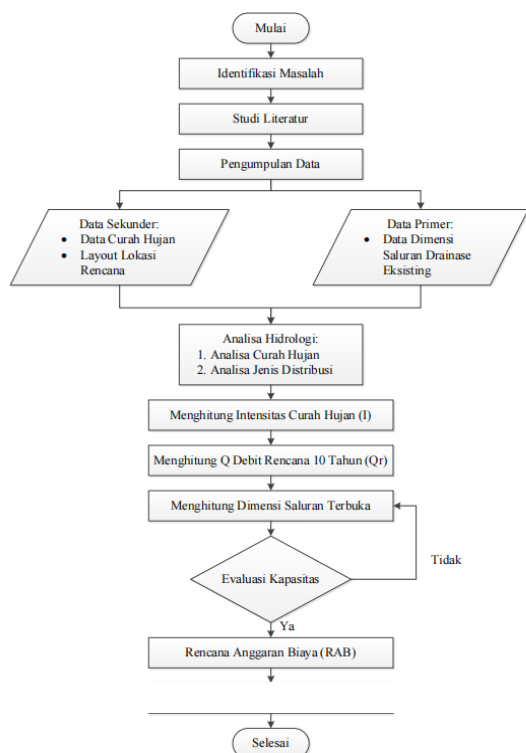 Mulai
Identifikasi Masalah
Studi Literatur
Pengumpulan Data
Data Sekunder:
• Data Curah Hujan
• Layout Lokasi
Rencana
Data Primer:
• Data Dimensi
Saluran Drainase
Eksisting
Analisa Hidrologi:
1. Analisa Curah Hujan
2. Analisa Jenis Distribusi
Menghitung Intensitas Curah Hujan (I)
Menghitung Q Debit Rencana 10 Tahun (Qr)
Menghitung Dimensi Saluran Terbuka
Evaluasi Kapasitas
Tidak
Ya
Rencana Anggaran Biaya (RAB)
Selesai